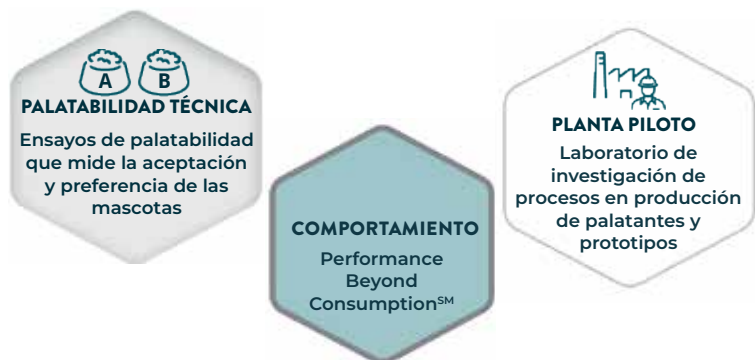 A B
PALATABILIDAD TÉCNICA
Ensayos de palatabilidad
que mide la aceptación
y preferencia de las
mascotas
COMPORTAMIENTO
Performance
Beyond
Consumption℠
PLANTA PILOTO
Laboratorio de
investigación de
procesos en producción
de palatantes y
prototipos